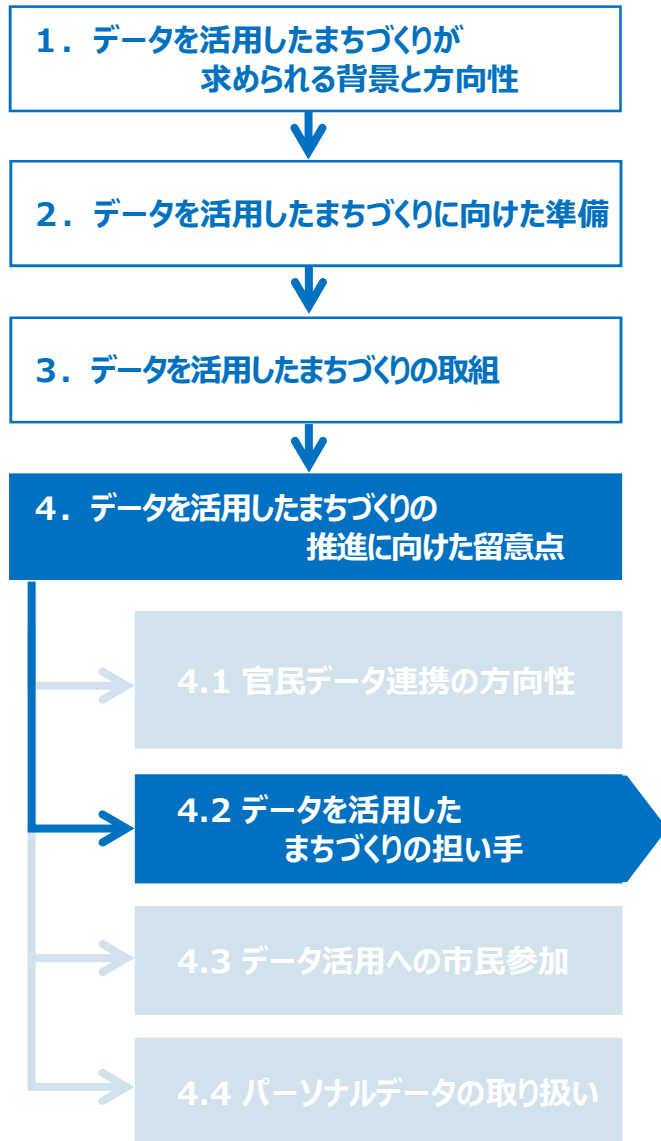 １．データを活用したまちづくりが
求められる背景と方向性
２．データを活用したまちづくりに向けた準備
３．データを活用したまちづくりの取組
４．データを活用したまちづくりの
推進に向けた留意点
4.1 官民データ連携の方向性
4.2 データを活用した
まちづくりの担い手
4.3 データ活用への市民参加
4.4 パーソナルデータの取り扱い